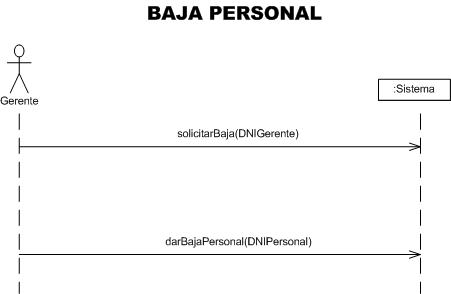 BAJA PERSONAL
Gerente
:Sistema
solicitarBaja(DNIGerente)
darBajaPersonal(DNIPersonal)